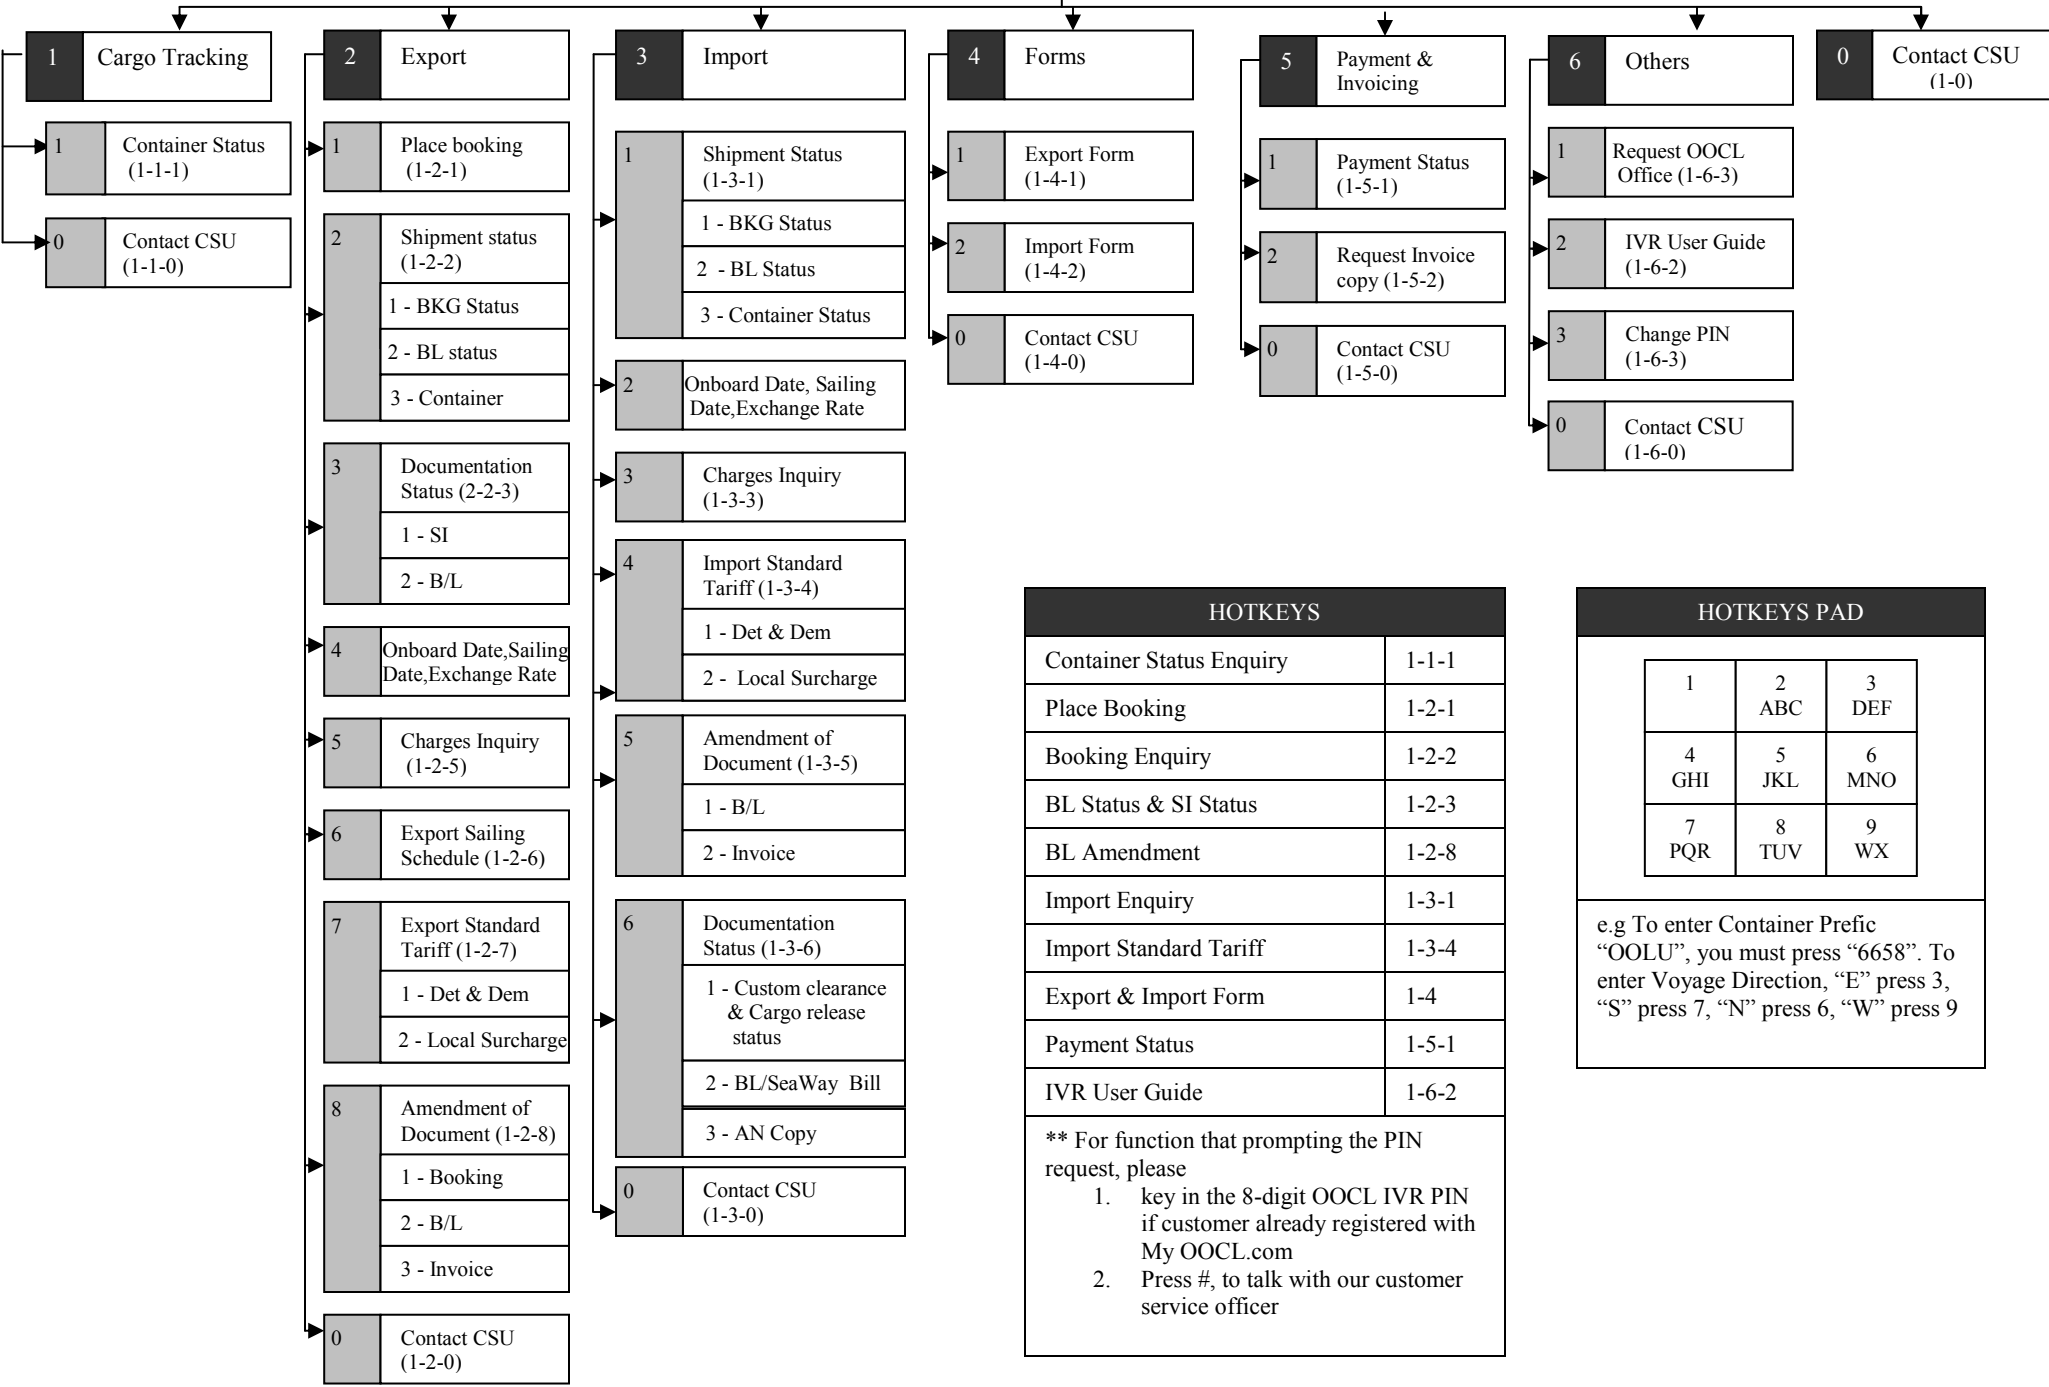 1 Cargo Tracking
1 Container Status
(1-1-1)
0 Contact CSU
(1-1-0)
2 Export
1 Place booking
(1-2-1)
2 Shipment status
(1-2-2)
1 - BKG Status
2 - BL status
3 - Container
3 Documentation
Status (2-2-3)
1 - SI
2 - B/L
4 Onboard Date,Sailing
Date,Exchange Rate
5 Charges Inquiry
(1-2-5)
6 Export Sailing
Schedule (1-2-6)
7 Export Standard
Tariff (1-2-7)
1 - Det & Dem
2 - Local Surcharge
8 Amendment of
Document (1-2-8)
1 - Booking
2 - B/L
3 - Invoice
0 Contact CSU
(1-2-0)
3 Import
1 Shipment Status
(1-3-1)
1 - BKG Status
2 - BL Status
3 - Container Status
2 Onboard Date, Sailing
Date,Exchange Rate
3 Charges Inquiry
(1-3-3)
4 Import Standard
Tariff (1-3-4)
1 - Det & Dem
2 - Local Surcharge
5 Amendment of
Document (1-3-5)
1 - B/L
2 - Invoice
6 Documentation
Status (1-3-6)
1 - Custom clearance
& Cargo release
status
2 - BL/SeaWay Bill
3 - AN Copy
0 Contact CSU
(1-3-0)
4 Forms
1 Export Form
(1-4-1)
2 Import Form
(1-4-2)
0 Contact CSU
(1-4-0)
5 Payment &
Invoicing
1 Payment Status
(1-5-1)
2 Request Invoice
copy (1-5-2)
0 Contact CSU
(1-5-0)
6 Others
1 Request OOCL
Office (1-6-3)
2 IVR User Guide
(1-6-2)
3 Change PIN
(1-6-3)
0 Contact CSU
(1-6-0)
0 Contact CSU
(1-0)
HOTKEYS
Container Status Enquiry 1-1-1
Place Booking 1-2-1
Booking Enquiry 1-2-2
BL Status & SI Status 1-2-3
BL Amendment 1-2-8
Import Enquiry 1-3-1
Import Standard Tariff 1-3-4
Export & Import Form 1-4
Payment Status 1-5-1
IVR User Guide 1-6-2
** For function that prompting the PIN
request, please
1. key in the 8-digit OOCL IVR PIN
if customer already registered with
My OOCL.com
2. Press #, to talk with our customer
service officer
HOTKEYS PAD
1 2 3
ABC DEF
4 5 6
GHI JKL MNO
7 8 9
PQR TUV WX
e.g To enter Container Prefic
“OOLU”, you must press “6658”. To
enter Voyage Direction, “E” press 3,
“S” press 7, “N” press 6, “W” press 9